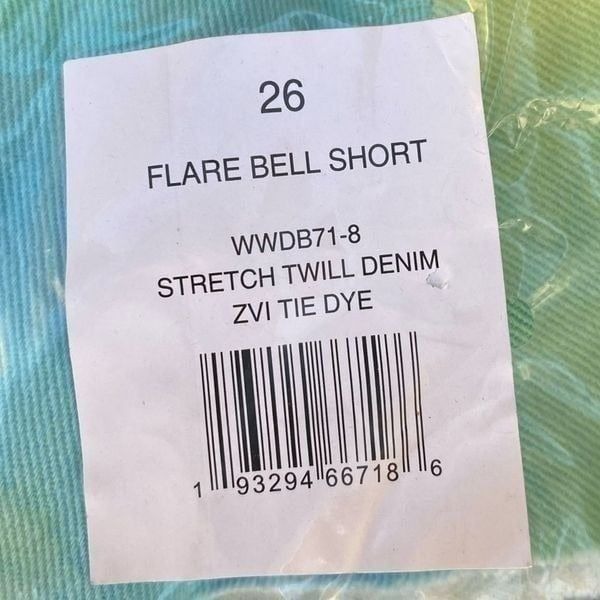 26
FLARE BELL SHORT
WWDB71-8
STRETCH TWILL DENIM
ZVI TIE DYE
1 93294 66718 6